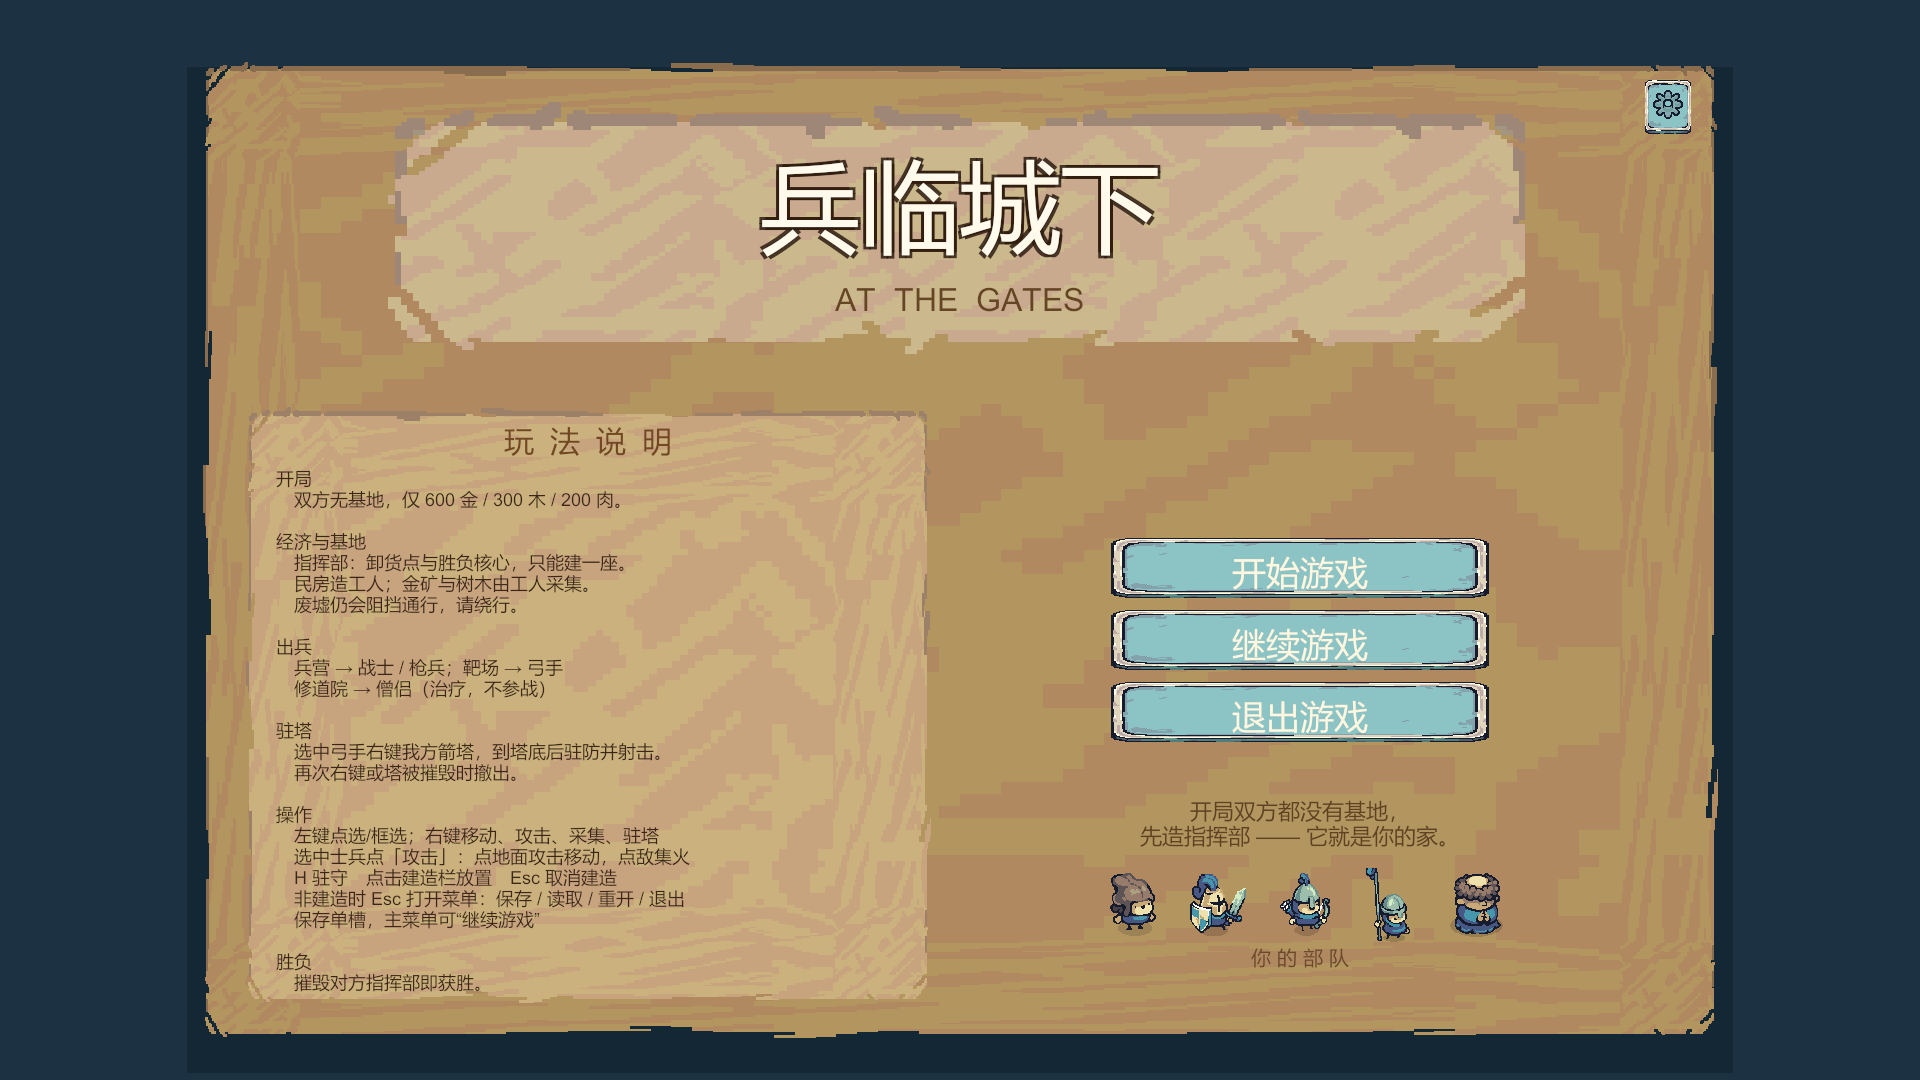 兵临城下
AT THE GATES
玩法说明
开局
双方无基地，仅 600 金 / 300 木 / 200 肉。
经济与基地
指挥部：卸货点与胜负核心，只能建一座。
民房造工人；金矿与树木由工人采集。
废墟仍会阻挡通行，请绕行。
出兵
兵营 → 战士 / 枪兵；靶场 → 弓手
修道院 → 僧侣（治疗，不参战）
驻塔
选中弓手右键我方箭塔，到塔底后驻防并射击。
再次右键或塔被摧毁时撤出。
操作
左键点选/框选；右键移动、攻击、采集、驻塔
选中士兵点「攻击」：点地面攻击移动，点敌集火
H 驻守　点击建造栏放置　Esc 取消建造
非建造时 Esc 打开菜单：保存 / 读取 / 重开 / 退出
保存单槽，主菜单可“继续游戏”
胜负
摧毁对方指挥部即获胜。
开始游戏
继续游戏
退出游戏
开局双方都没有基地，
先造指挥部 —— 它就是你的家。
你的部队